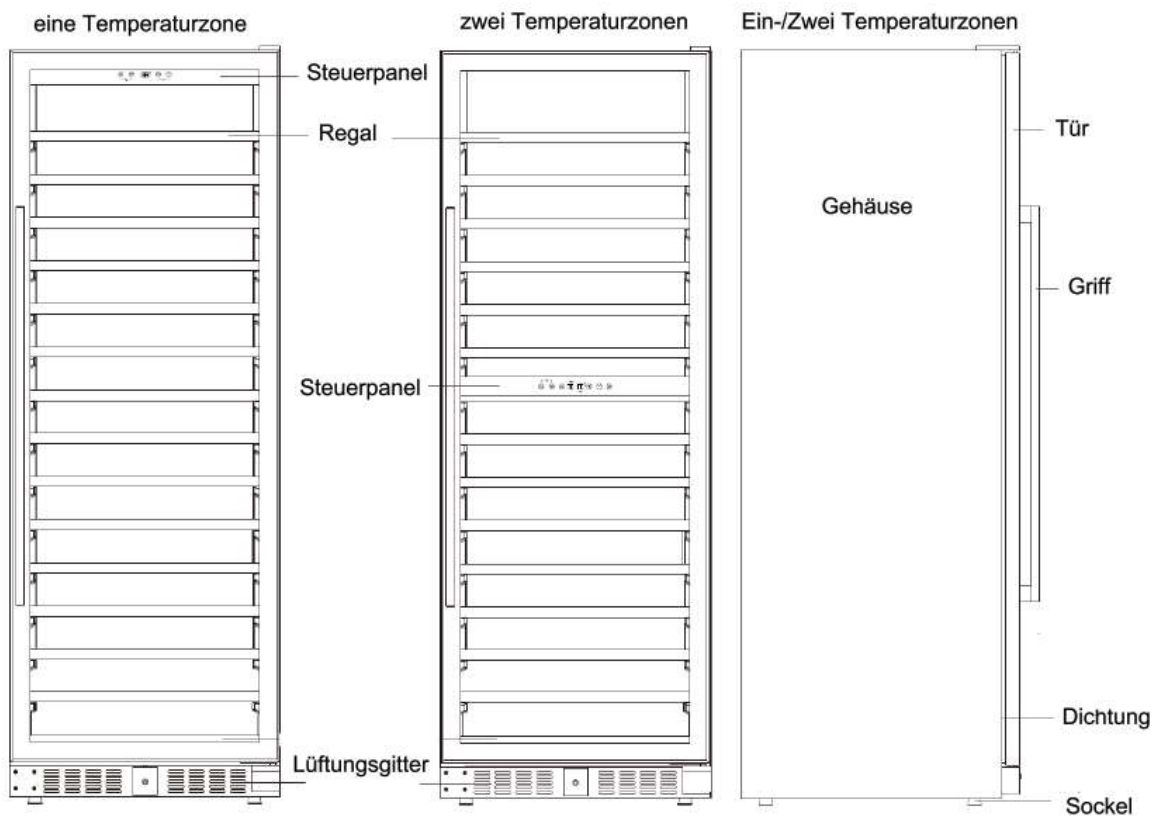 eine Temperaturzone
zwei Temperaturzonen
Ein-/Zwei Temperaturzonen
Steuerpanel
Regal
Tür
Gehäuse
Griff
Steuerpanel
Dichtung
Lüftungsgitter
Sockel